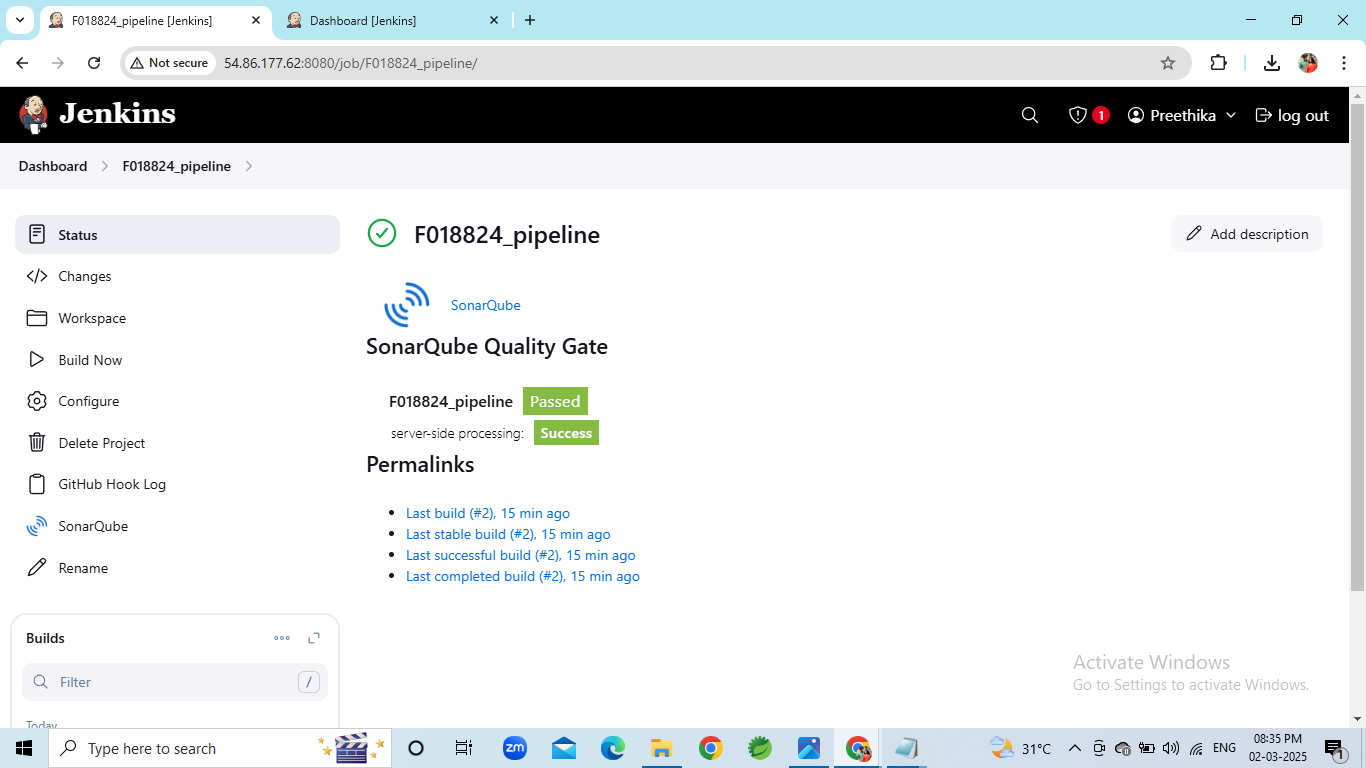 F018824_pipeline [Jenkins]
Dashboard [Jenkins]
Not secure
54.86.177.62:8080/job/F018824_pipeline/
Jenkins
1
Preethika
log out
Dashboard
F018824_pipeline
Status
Changes
Workspace
Build Now
Configure
Delete Project
GitHub Hook Log
SonarQube
Rename
Builds
Filter
/
Today
F018824_pipeline
Add description
SonarQube
SonarQube Quality Gate
F018824_pipeline Passed
server-side processing: Success
Permalinks
Last build (#2), 15 min ago
Last stable build (#2), 15 min ago
Last successful build (#2), 15 min ago
Last completed build (#2), 15 min ago
Activate Windows
Go to Settings to activate Windows.
Type here to search
zm
31°C
ENG
08:35 PM
02-03-2025
1